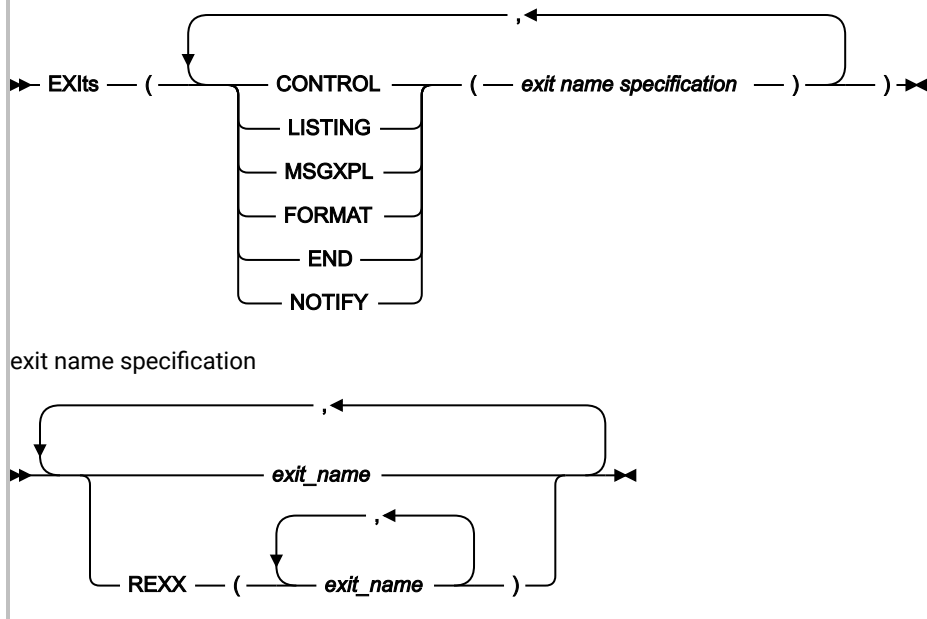 ,
EXIts ( CONTROL ( exit name specification ) )
LISTING
MSGXPL
FORMAT
END
NOTIFY
exit name specification
,
exit_name
,
REXX ( exit_name )